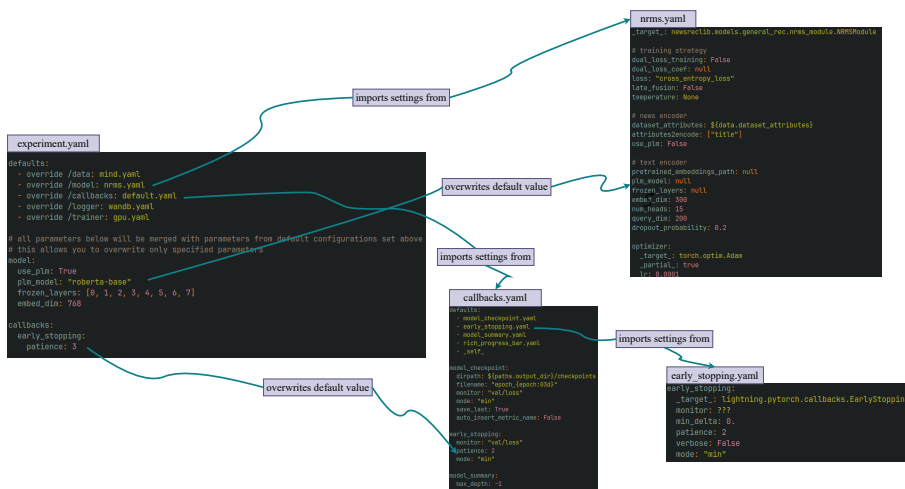 nrms.yaml
_target_: newsreclib.models.general_rec.nrms_module.NRMSModule
# training strategy
dual_loss_training: False
dual_loss_coef: null
loss: "cross_entropy_loss"
late_fusion: False
temperature: None
# news encoder
dataset_attributes: ${data.dataset_attributes}
attributes2encode: ["title"]
use_plm: False
# text encoder
pretrained_embeddings_path: null
plm_model: null
frozen_layers: null
embed_dim: 300
num_heads: 15
query_dim: 200
dropout_probability: 0.2
optimizer:
_target_: torch.optim.Adam
_partial_: true
lr: 0.0001
imports settings from
experiment.yaml
defaults:
- override /data: mind.yaml
- override /model: nrms.yaml
- override /callbacks: default.yaml
- override /logger: wandb.yaml
- override /trainer: gpu.yaml
# all parameters below will be merged with parameters from default configurations set above
# this allows you to overwrite only specified parameters
model:
use_plm: True
plm_model: "roberta-base"
frozen_layers: [0, 1, 2, 3, 4, 5, 6, 7]
embed_dim: 768
callbacks:
early_stopping:
patience: 3
overwrites default value
imports settings from
callbacks.yaml
defaults:
- model_checkpoint.yaml
- early_stopping.yaml
- model_summary.yaml
- rich_progress_bar.yaml
- _self_
model_checkpoint:
dirpath: ${paths.output_dir}/checkpoints
filename: "epoch_{epoch:03d}"
monitor: "val/loss"
mode: "min"
save_last: True
auto_insert_metric_name: False
early_stopping:
monitor: "val/loss"
patience: 2
mode: "min"
model_summary:
max_depth: -1
imports settings from
early_stopping.yaml
early_stopping:
_target_: lightning.pytorch.callbacks.EarlyStoppin
monitor: ???
min_delta: 0.
patience: 2
verbose: False
mode: "min"
overwrites default value